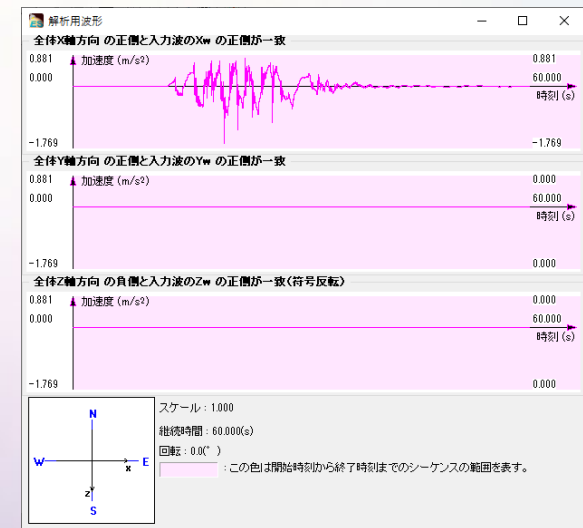 解析用波形
全体X軸方向 の正側と入力波のXw の正側が一致
0.881 加速度 (m/s²) 0.881
0.000 60.000
時刻 (s)
-1.769 -1.769
全体Y軸方向 の正側と入力波のYw の正側が一致
0.881 加速度 (m/s²) 0.000
0.000 60.000
時刻 (s)
-1.769 0.000
全体Z軸方向 の負側と入力波のZw の正側が一致(符号反転)
0.881 加速度 (m/s²) 0.000
0.000 60.000
時刻 (s)
-1.769 0.000
スケール : 1.000
継続時間 : 60.000(s)
回転 : 0.0(°)
: この色は開始時刻から終了時刻までのシーケンスの範囲を表す。
N
W E
x
z
S